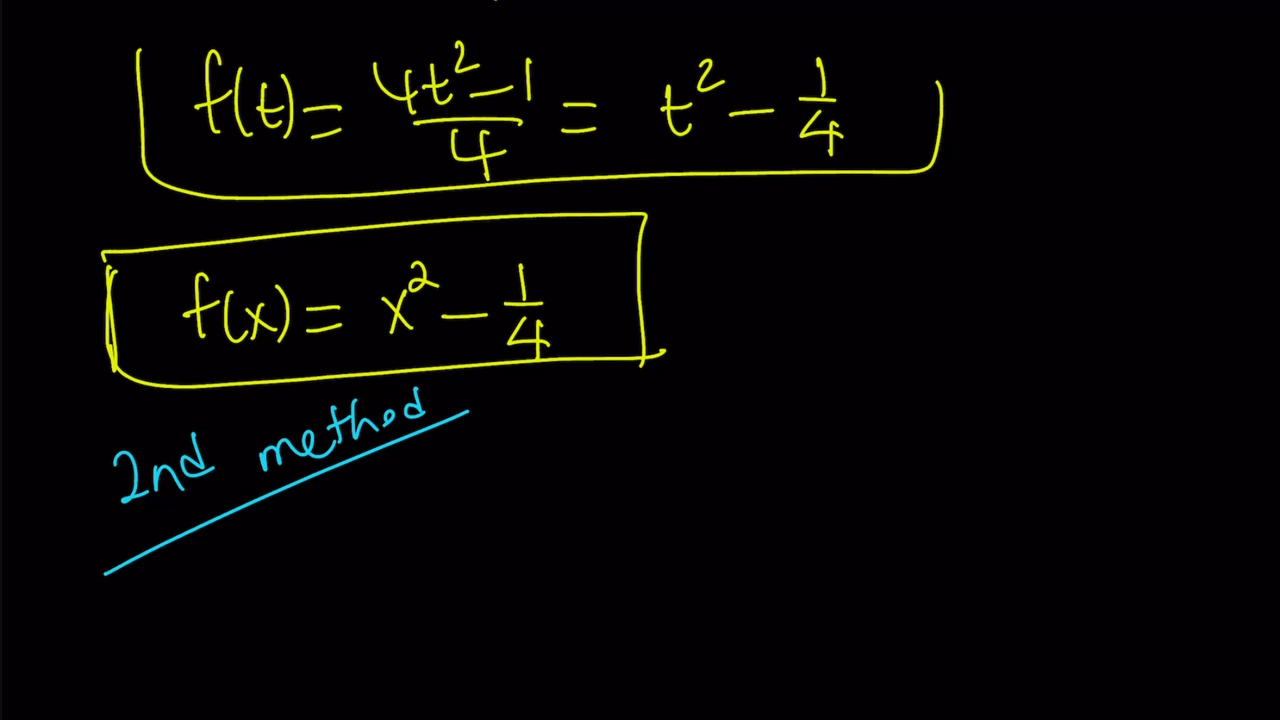 f(t) = (4t² - 1)/4 = t² - 1/4
f(x) = x² - 1/4
2nd method